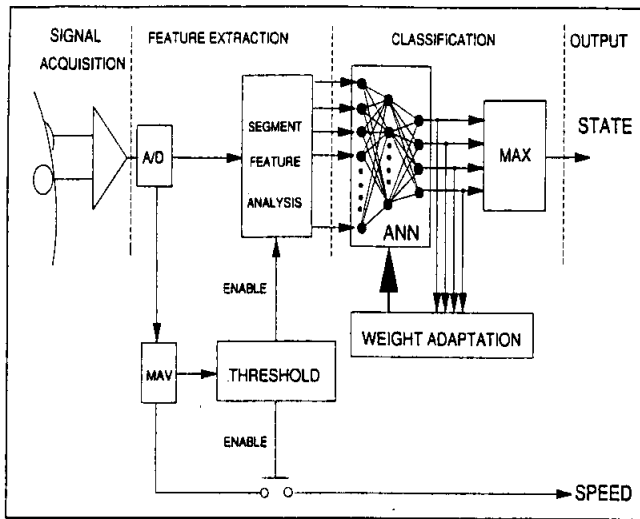 SIGNAL
ACQUISITION
FEATURE EXTRACTION
CLASSIFICATION
OUTPUT
A/D
SEGMENT
FEATURE
ANALYSIS
ANN
MAX
STATE
ENABLE
WEIGHT ADAPTATION
MAV
THRESHOLD
ENABLE
SPEED